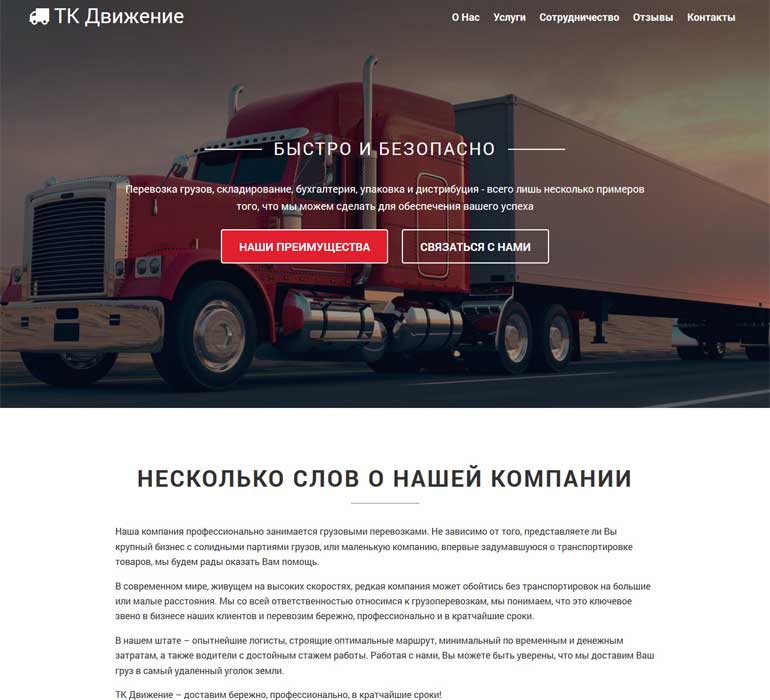 ТК Движение
О Нас Услуги Сотрудничество Отзывы Контакты
БЫСТРО И БЕЗОПАСНО
Перевозка грузов, складирование, бухгалтерия, упаковка и дистрибуция - всего лишь несколько примеров
того, что мы можем сделать для обеспечения вашего успеха
НАШИ ПРЕИМУЩЕСТВА СВЯЗАТЬСЯ С НАМИ
НЕСКОЛЬКО СЛОВ О НАШЕЙ КОМПАНИИ
Наша компания профессионально занимается грузовыми перевозками. Не зависимо от того, представляете ли Вы
крупный бизнес с солидными партиями грузов, или маленькую компанию, впервые задумавшуюся о транспортировке
товаров, мы будем рады оказать Вам помощь.
В современном мире, живущем на высоких скоростях, редкая компания может обойтись без транспортировок на большие
или малые расстояния. Мы со всей ответственностью относимся к грузоперевозкам, мы понимаем, что это ключевое
звено в бизнесе наших клиентов и перевозим бережно, профессионально и в кратчайшие сроки.
В нашем штате – опытнейшие логисты, строящие оптимальные маршрут, минимальный по временным и денежным
затратам, а также водители с достойным стажем работы. Работая с нами, Вы можете быть уверены, что мы доставим Ваш
груз в самый удаленный уголок земли.
ТК Движение – доставим бережно, профессионально, в кратчайшие сроки!